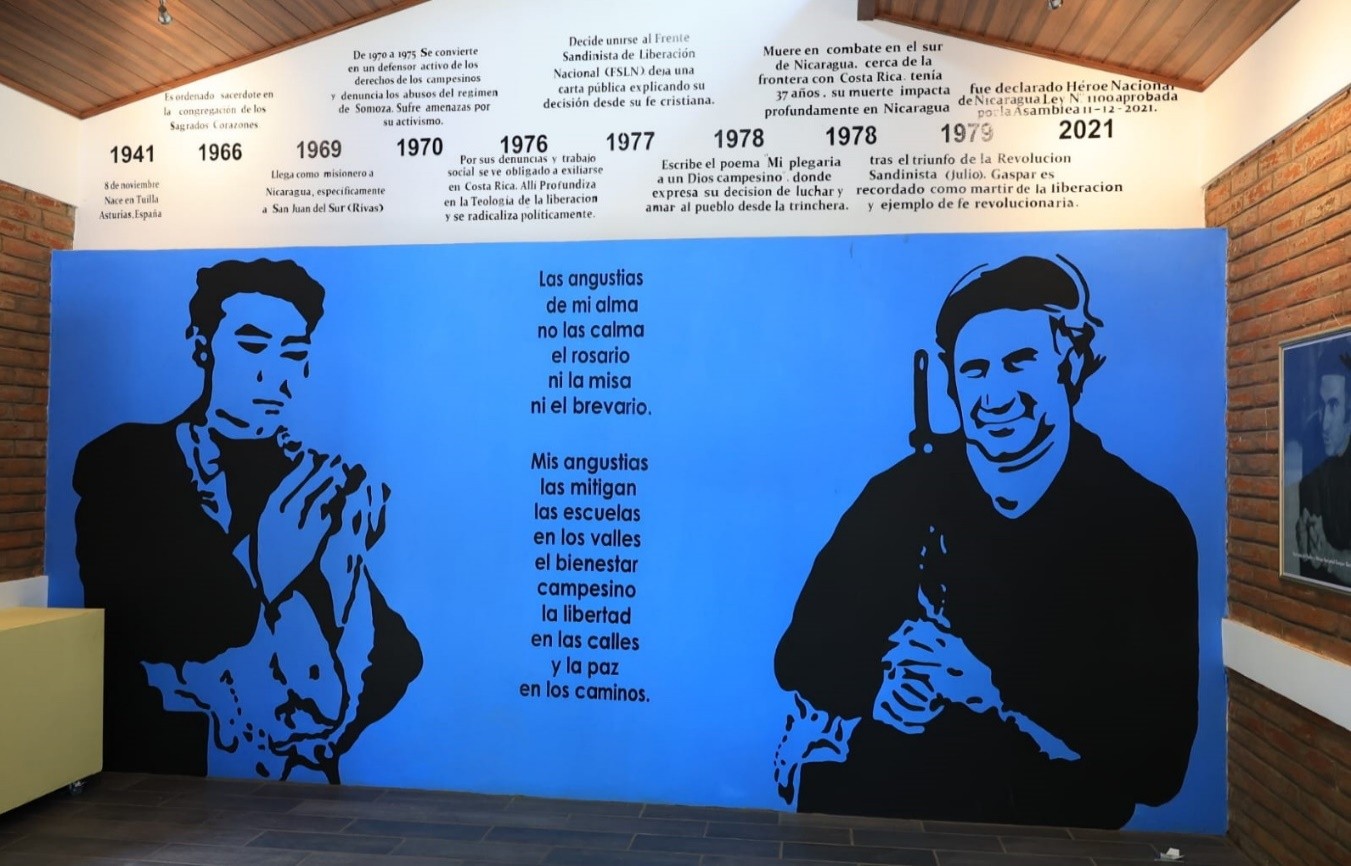 1941
8 de noviembre
Nace en Tuilla
Asturias, España
Es ordenado sacerdote en
la congregación de los
Sagrados Corazones
1966
1969
Llega como misionero a
Nicaragua, específicamente
a San Juan del Sur (Rivas)
De 1970 a 1975 Se convierte
en un defensor activo de los
derechos de los campesinos
y denuncia los abusos del regimen
de Somoza. Sufre amenazas por
su activismo.
1970
1976
Por sus denuncias y trabajo
social se ve obligado a exiliarse
en Costa Rica. Alli Profundiza
en la Teologia de la liberacion
y se radicaliza politicamente.
Decide unirse al Frente
Sandinista de Liberación
Nacional (FSLN) deja una
carta pública explicando su
decisión desde su fe cristiana.
1977
1978
Escribe el poema Mi plegaria
a un Dios campesino, donde
expresa su decision de luchar y
amar al pueblo desde la trinchera.
Muere en combate en el sur
de Nicaragua, cerca de la
frontera con Costa Rica. tenía
37 años. su muerte impacta
profundamente en Nicaragua
1978
1979
tras el triunfo de la Revolucion
Sandinista (Julio). Gaspar es
recordado como martir de la liberacion
y ejemplo de fe revolucionaria.
fue declarado Héroe Nacional
de Nicaragua Ley N° 1100 aprobada
por la Asamblea 11-12-2021.
2021
Las angustias
de mi alma
no las calma
el rosario
ni la misa
ni el brevario.
Mis angustias
las mitigan
las escuelas
en los valles
el bienestar
campesino
la libertad
en las calles
y la paz
en los caminos.